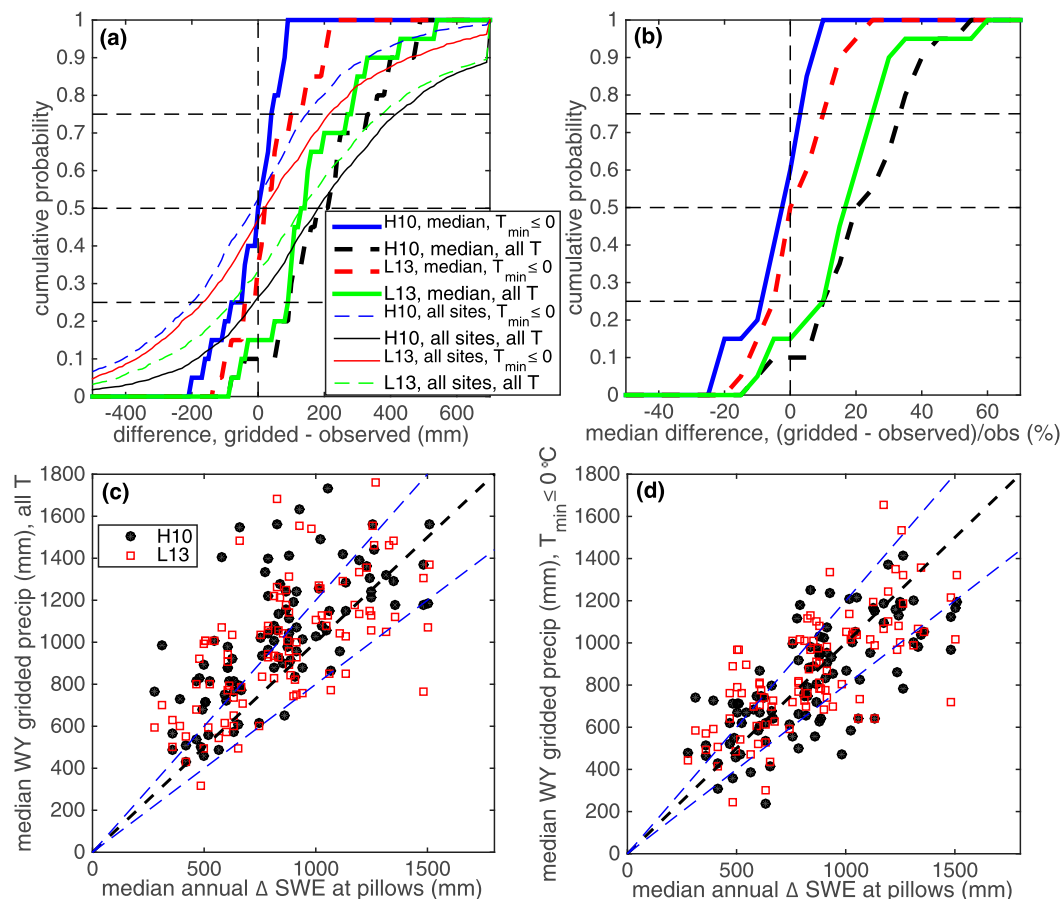 (a)
cumulative probability
1
0.9
0.8
0.7
0.6
0.5
0.4
0.3
0.2
0.1
0
-400 -200 0 200 400 600
difference, gridded - observed (mm)
H10, median, Tmin ≤ 0
H10, median, all T
L13, median, Tmin ≤ 0
L13, median, all T
H10, all sites, Tmin ≤ 0
H10, all sites, all T
L13, all sites, Tmin ≤ 0
L13, all sites, all T
(b)
cumulative probability
1
0.9
0.8
0.7
0.6
0.5
0.4
0.3
0.2
0.1
0
-40 -20 0 20 40 60
median difference, (gridded - observed)/obs (%)
(c)
median WY gridded precip (mm), all T
1800
1600
1400
1200
1000
800
600
400
200
0
0 500 1000 1500
median annual Δ SWE at pillows (mm)
H10
L13
(d)
median WY gridded precip (mm), Tmin ≤ 0 °C
1800
1600
1400
1200
1000
800
600
400
200
0
0 500 1000 1500
median annual Δ SWE at pillows (mm)